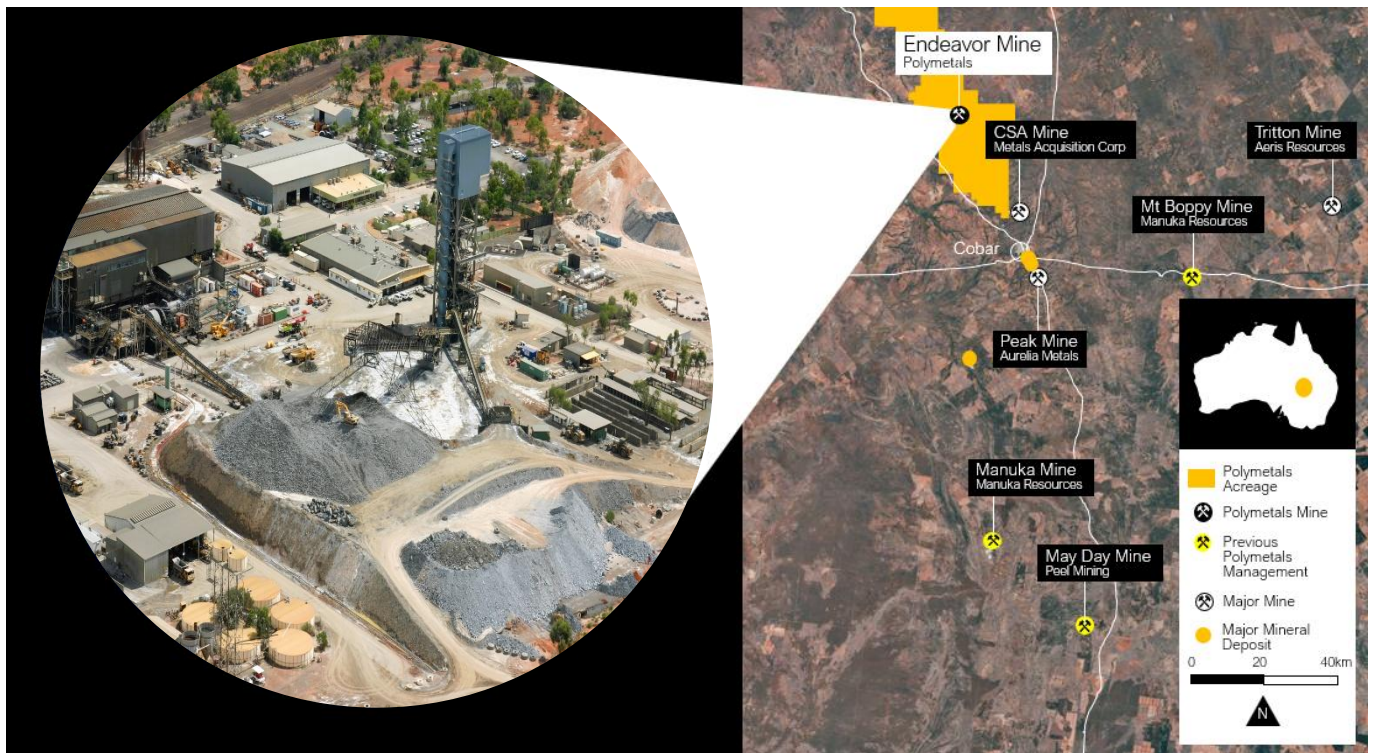 Endeavor Mine
Polymetals
CSA Mine
Metals Acquisition Corp
Tritton Mine
Aeris Resources
Mt Boppy Mine
Manuka Resources
Cobar
Peak Mine
Aurelia Metals
Manuka Mine
Manuka Resources
May Day Mine
Peel Mining
Polymetals
Acreage
Polymetals Mine
Previous
Polymetals
Management
Major Mine
Major Mineral
Deposit
0 20 40km
N